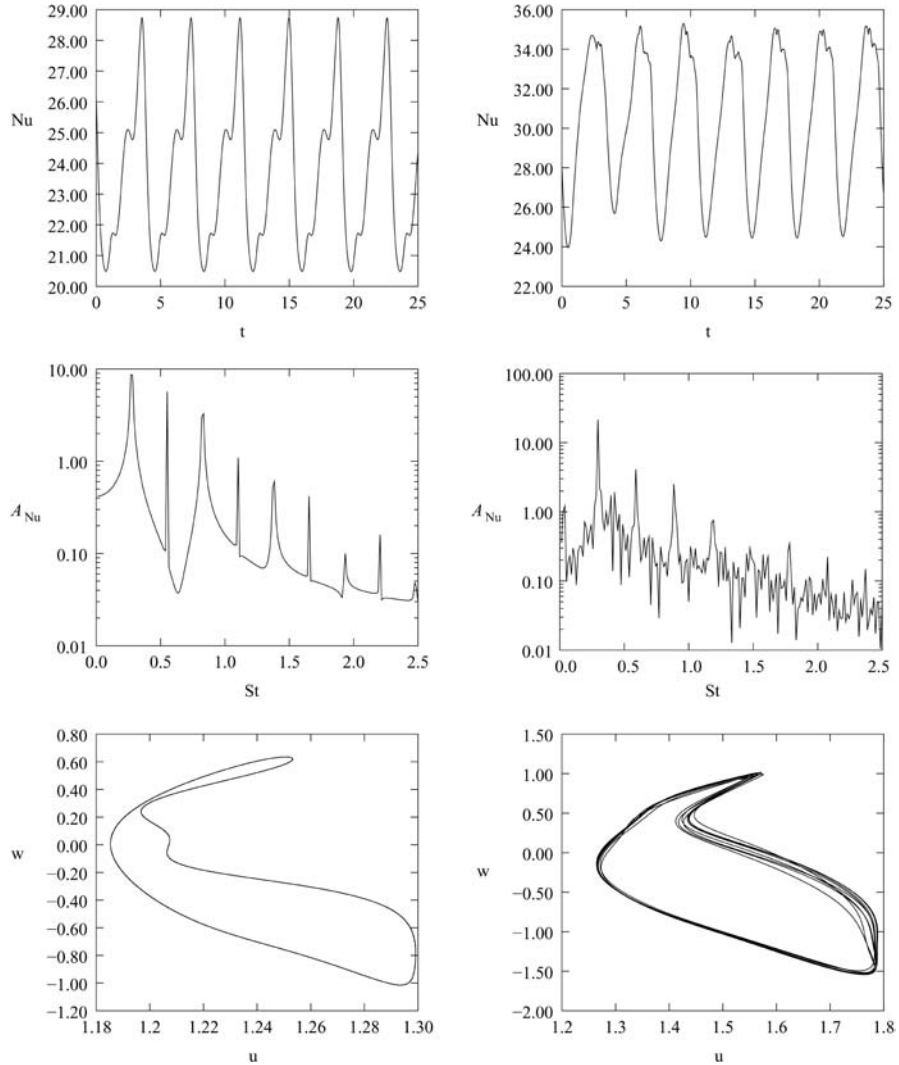 29.00
28.00
27.00
26.00
Nu
25.00
24.00
23.00
22.00
21.00
20.00
0 5 10 15 20 25
t
36.00
34.00
32.00
Nu
30.00
28.00
26.00
24.00
22.00
0 5 10 15 20 25
t
10.00
1.00
A Nu
0.10
0.01
0.0 0.5 1.0 1.5 2.0 2.5
St
100.00
10.00
A Nu
1.00
0.10
0.01
0.0 0.5 1.0 1.5 2.0 2.5
St
0.80
0.60
0.40
0.20
w
0.00
−0.20
−0.40
−0.60
−0.80
−1.00
−1.20
1.18 1.20 1.22 1.24 1.26 1.28 1.30
u
1.50
1.00
0.50
0.00
w
−0.50
−1.00
−1.50
−2.00
1.2 1.3 1.4 1.5 1.6 1.7 1.8
u